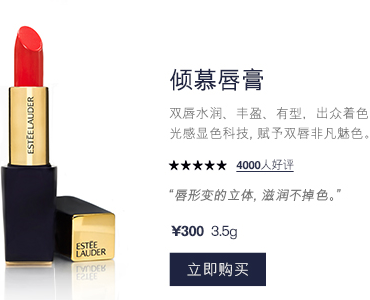 倾慕唇膏
双唇水润、丰盈、有型，出众着色
光感显色科技, 赋予双唇非凡魅色。
★★★★★ 4000人好评
“唇形变的立体, 滋润不掉色。”
¥300 3.5g
立即购买
ESTĒE LAUDER
ESTĒE
LAUDER